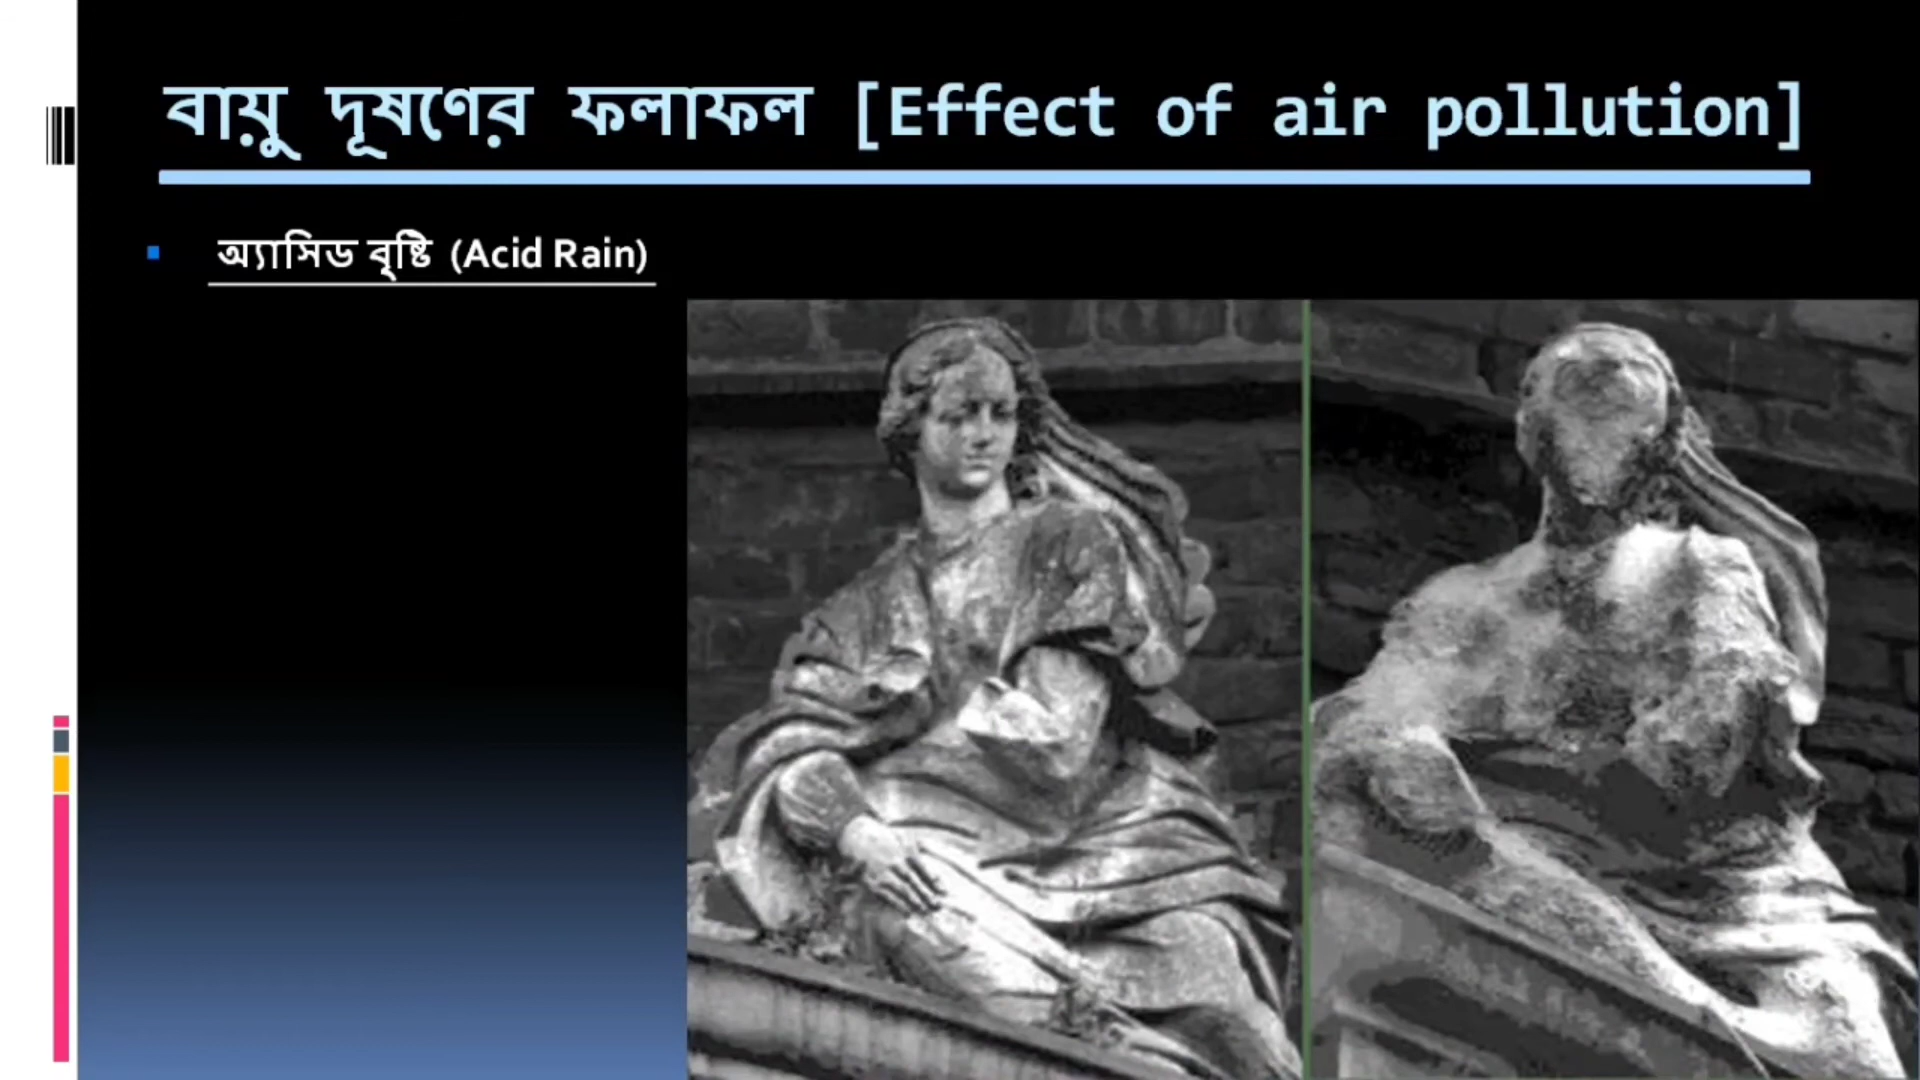 বায়ু দূষণের ফলাফল [Effect of air pollution]
অ্যাসিড বৃষ্টি (Acid Rain)